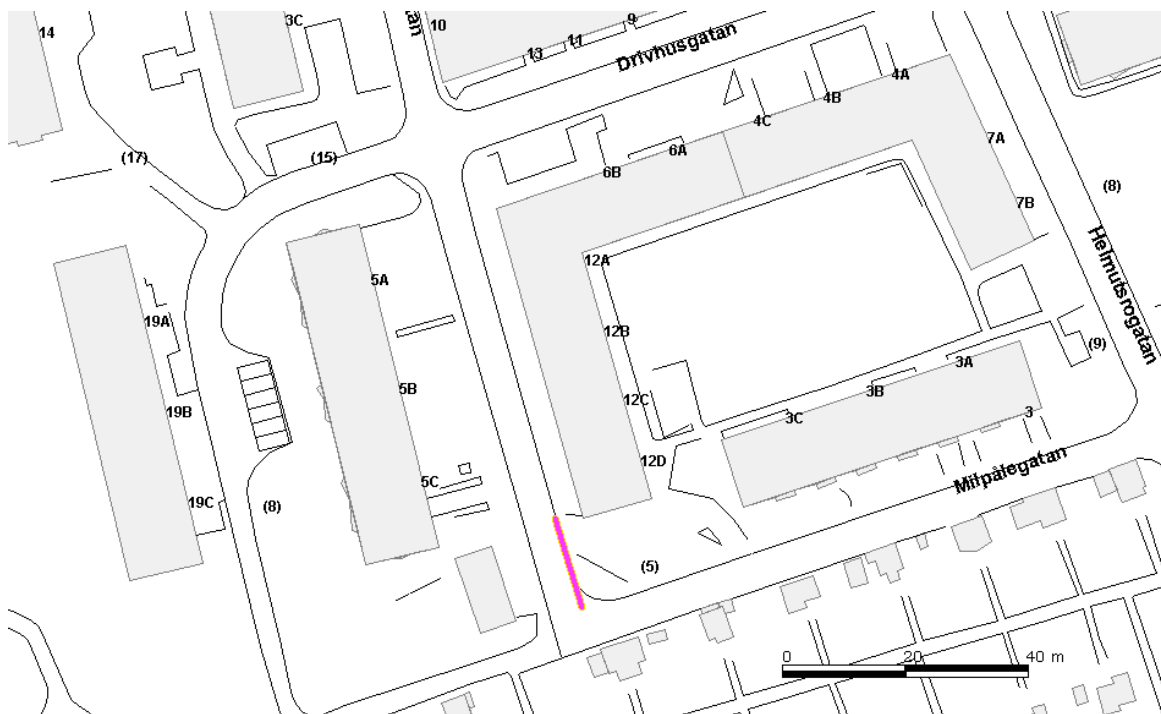 14
3C
tan
10
9
11
13
Drivhusgatan
4A
4B
4C
6A
6B
7A
7B
(17)
(15)
(8)
Helmutsrogatan
12A
12B
12C
12D
5A
5B
5C
19A
19B
19C
(8)
(9)
3A
3B
3C
3
Milpålegatan
(5)
0
20
40 m